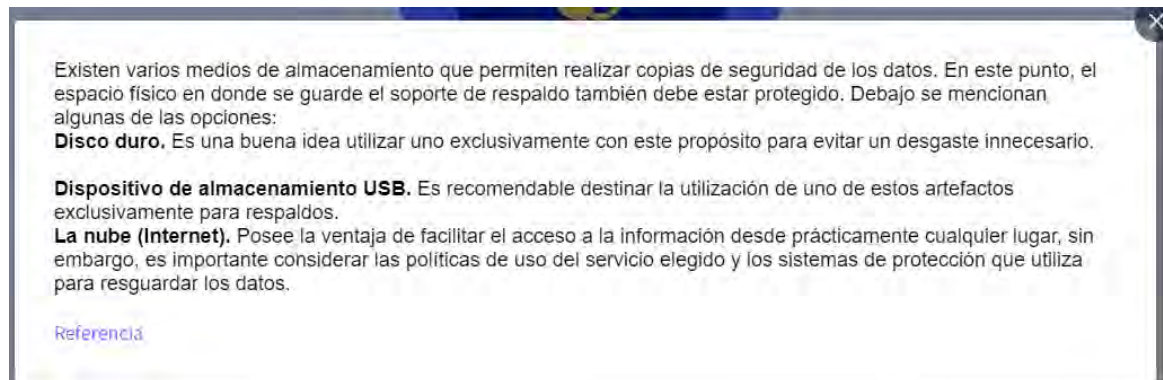 Existen varios medios de almacenamiento que permiten realizar copias de seguridad de los datos. En este punto, el
espacio físico en donde se guarde el soporte de respaldo también debe estar protegido. Debajo se mencionan
algunas de las opciones:
Disco duro. Es una buena idea utilizar uno exclusivamente con este propósito para evitar un desgaste innecesario.
Dispositivo de almacenamiento USB. Es recomendable destinar la utilización de uno de estos artefactos
exclusivamente para respaldos.
La nube (Internet). Posee la ventaja de facilitar el acceso a la información desde prácticamente cualquier lugar, sin
embargo, es importante considerar las políticas de uso del servicio elegido y los sistemas de protección que utiliza
para resguardar los datos.
Referencia